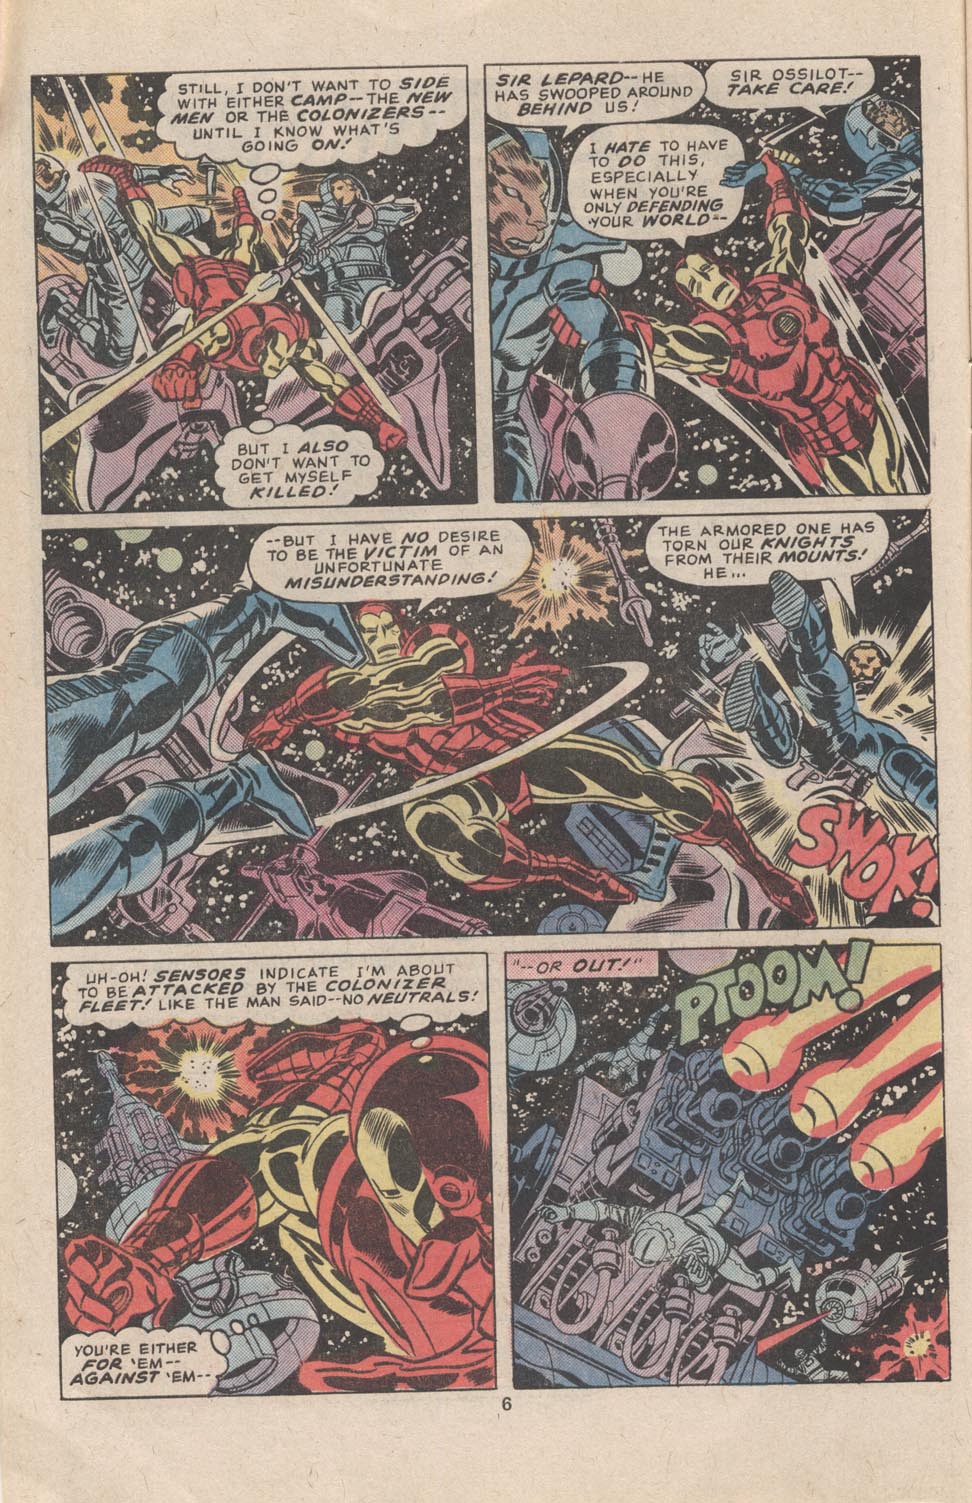 STILL, I DON'T WANT TO SIDE
WITH EITHER CAMP--THE NEW
MEN OR THE COLONIZERS--
UNTIL I KNOW WHAT'S
GOING ON!
BUT I ALSO
DON'T WANT TO
GET MYSELF
KILLED!
SIR LEPARD--HE
HAS SWOOPED AROUND
BEHIND US!
SIR OSSILOT--
TAKE CARE!
I HATE TO HAVE
TO DO THIS,
ESPECIALLY
WHEN YOU'RE
ONLY DEFENDING
YOUR WORLD--
--BUT I HAVE NO DESIRE
TO BE THE VICTIM OF AN
UNFORTUNATE
MISUNDERSTANDING!
THE ARMORED ONE HAS
TORN OUR KNIGHTS
FROM THEIR MOUNTS!
HE...
SWOK!
UH-OH! SENSORS INDICATE I'M ABOUT
TO BE ATTACKED BY THE COLONIZER
FLEET! LIKE THE MAN SAID--NO NEUTRALS!
YOU'RE EITHER
FOR 'EM--
AGAINST 'EM--
"--OR OUT!"
PTOOM!
6